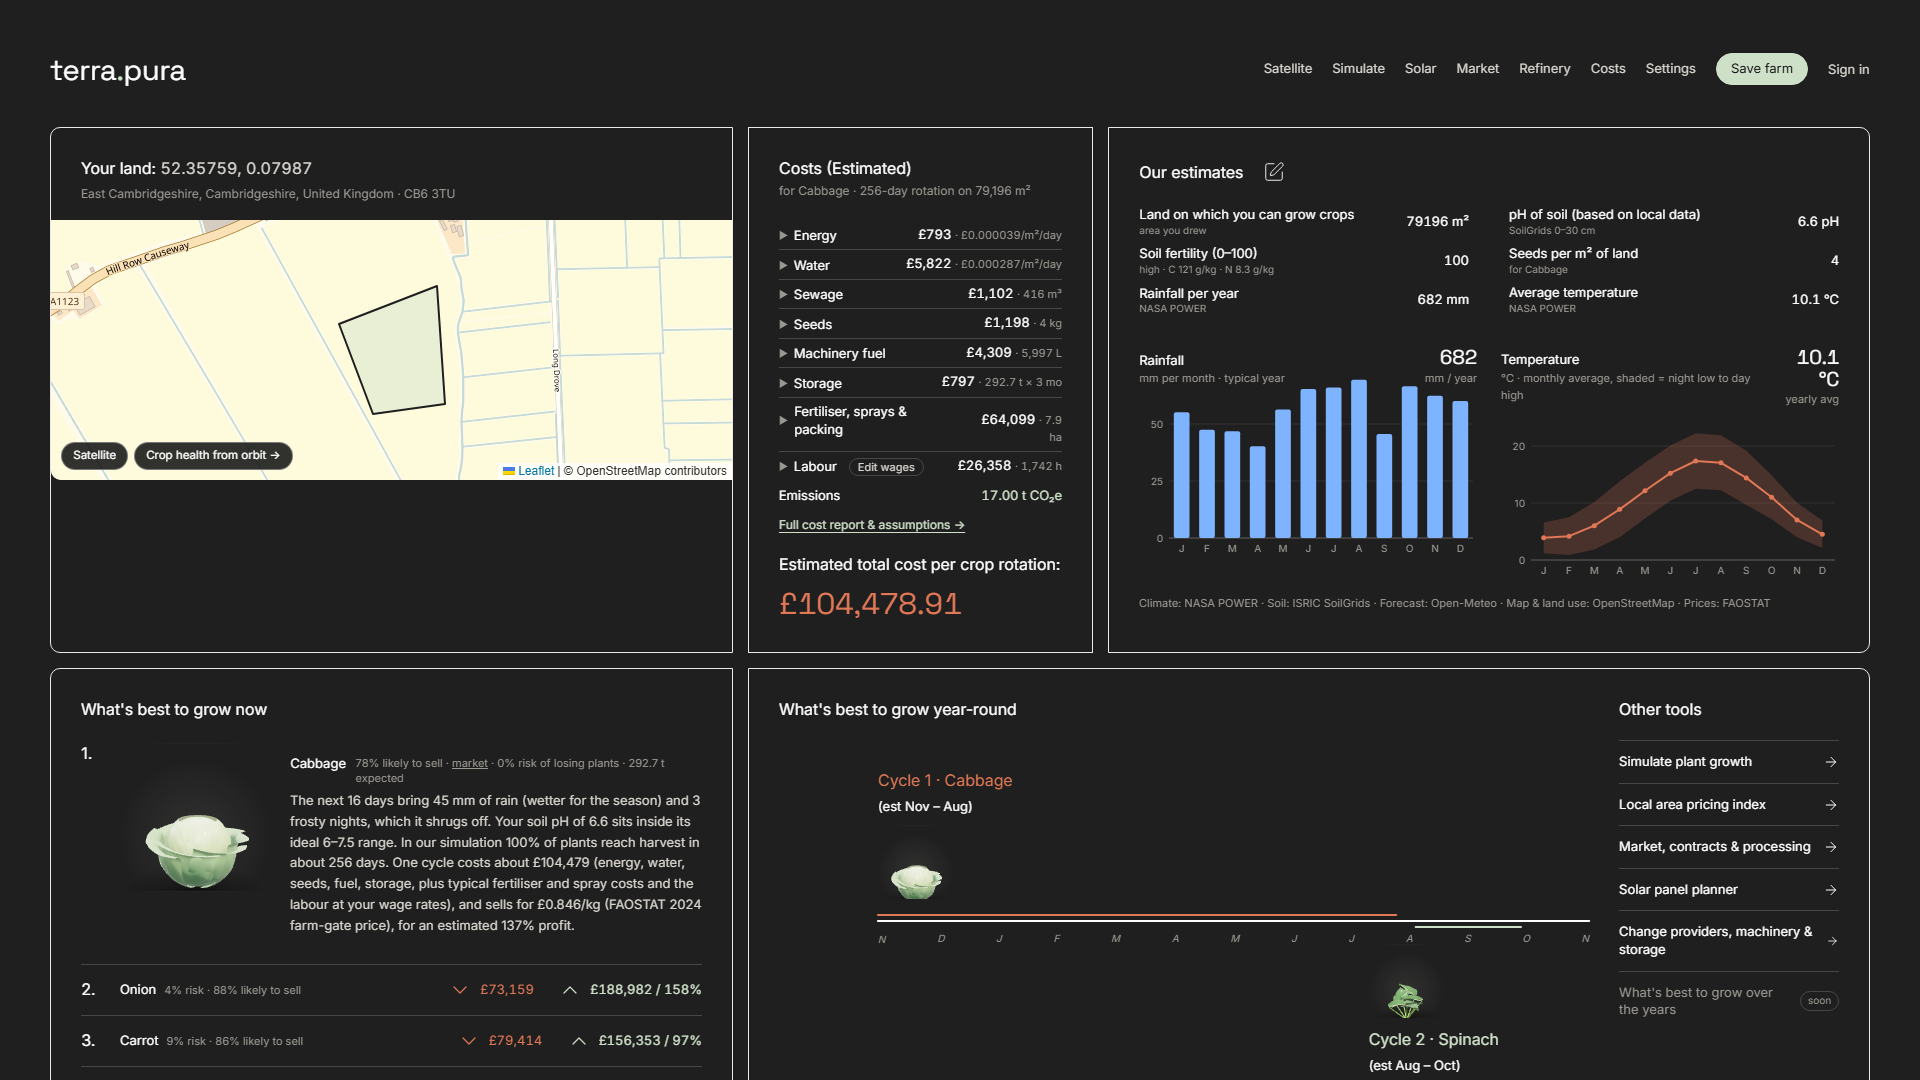 terra.pura
Satellite Simulate Solar Market Refinery Costs Settings Save farm Sign in
Your land: 52.35759, 0.07987
East Cambridgeshire, Cambridgeshire, United Kingdom · CB6 3TU
Hill Row Causeway
A1123
Long Drove
Satellite
Crop health from orbit →
Leaflet | © OpenStreetMap contributors
Costs (Estimated)
for Cabbage · 256-day rotation on 79,196 m²
Energy £793 · £0.000039/m²/day
Water £5,822 · £0.000287/m²/day
Sewage £1,102 · 416 m³
Seeds £1,198 · 4 kg
Machinery fuel £4,309 · 5,997 L
Storage £797 · 292.7 t × 3 mo
Fertiliser, sprays & packing £64,099 · 7.9 ha
Labour Edit wages £26,358 · 1,742 h
Emissions 17.00 t CO₂e
Full cost report & assumptions →
Estimated total cost per crop rotation:
£104,478.91
Our estimates
Land on which you can grow crops 79196 m²
area you drew
Soil fertility (0–100) 100
high · C 121 g/kg · N 8.3 g/kg
Rainfall per year 682 mm
NASA POWER
pH of soil (based on local data) 6.6 pH
SoilGrids 0–30 cm
Seeds per m² of land 4
for Cabbage
Average temperature 10.1 °C
NASA POWER
Rainfall 682
mm per month · typical year mm / year
50
25
0
J F M A M J J A S O N D
Temperature 10.1 °C
°C · monthly average, shaded = night low to day high
yearly avg
20
10
0
J F M A M J J A S O N D
Climate: NASA POWER · Soil: ISRIC SoilGrids · Forecast: Open-Meteo · Map & land use: OpenStreetMap · Prices: FAOSTAT
What's best to grow now
1.
Cabbage 78% likely to sell · market · 0% risk of losing plants · 292.7 t
expected
The next 16 days bring 45 mm of rain (wetter for the season) and 3
frosty nights, which it shrugs off. Your soil pH of 6.6 sits inside its
ideal 6–7.5 range. In our simulation 100% of plants reach harvest in
about 256 days. One cycle costs about £104,479 (energy, water,
seeds, fuel, storage, plus typical fertiliser and spray costs and the
labour at your wage rates), and sells for £0.846/kg (FAOSTAT 2024
farm-gate price), for an estimated 137% profit.
2. Onion 4% risk · 88% likely to sell £73,159 £188,982 / 158%
3. Carrot 9% risk · 86% likely to sell £79,414 £156,353 / 97%
What's best to grow year-round
Cycle 1 · Cabbage
(est Nov – Aug)
N D J F M A M J J A S O N
Cycle 2 · Spinach
(est Aug – Oct)
Other tools
Simulate plant growth →
Local area pricing index →
Market, contracts & processing →
Solar panel planner →
Change providers, machinery &
storage →
What's best to grow over
the years soon